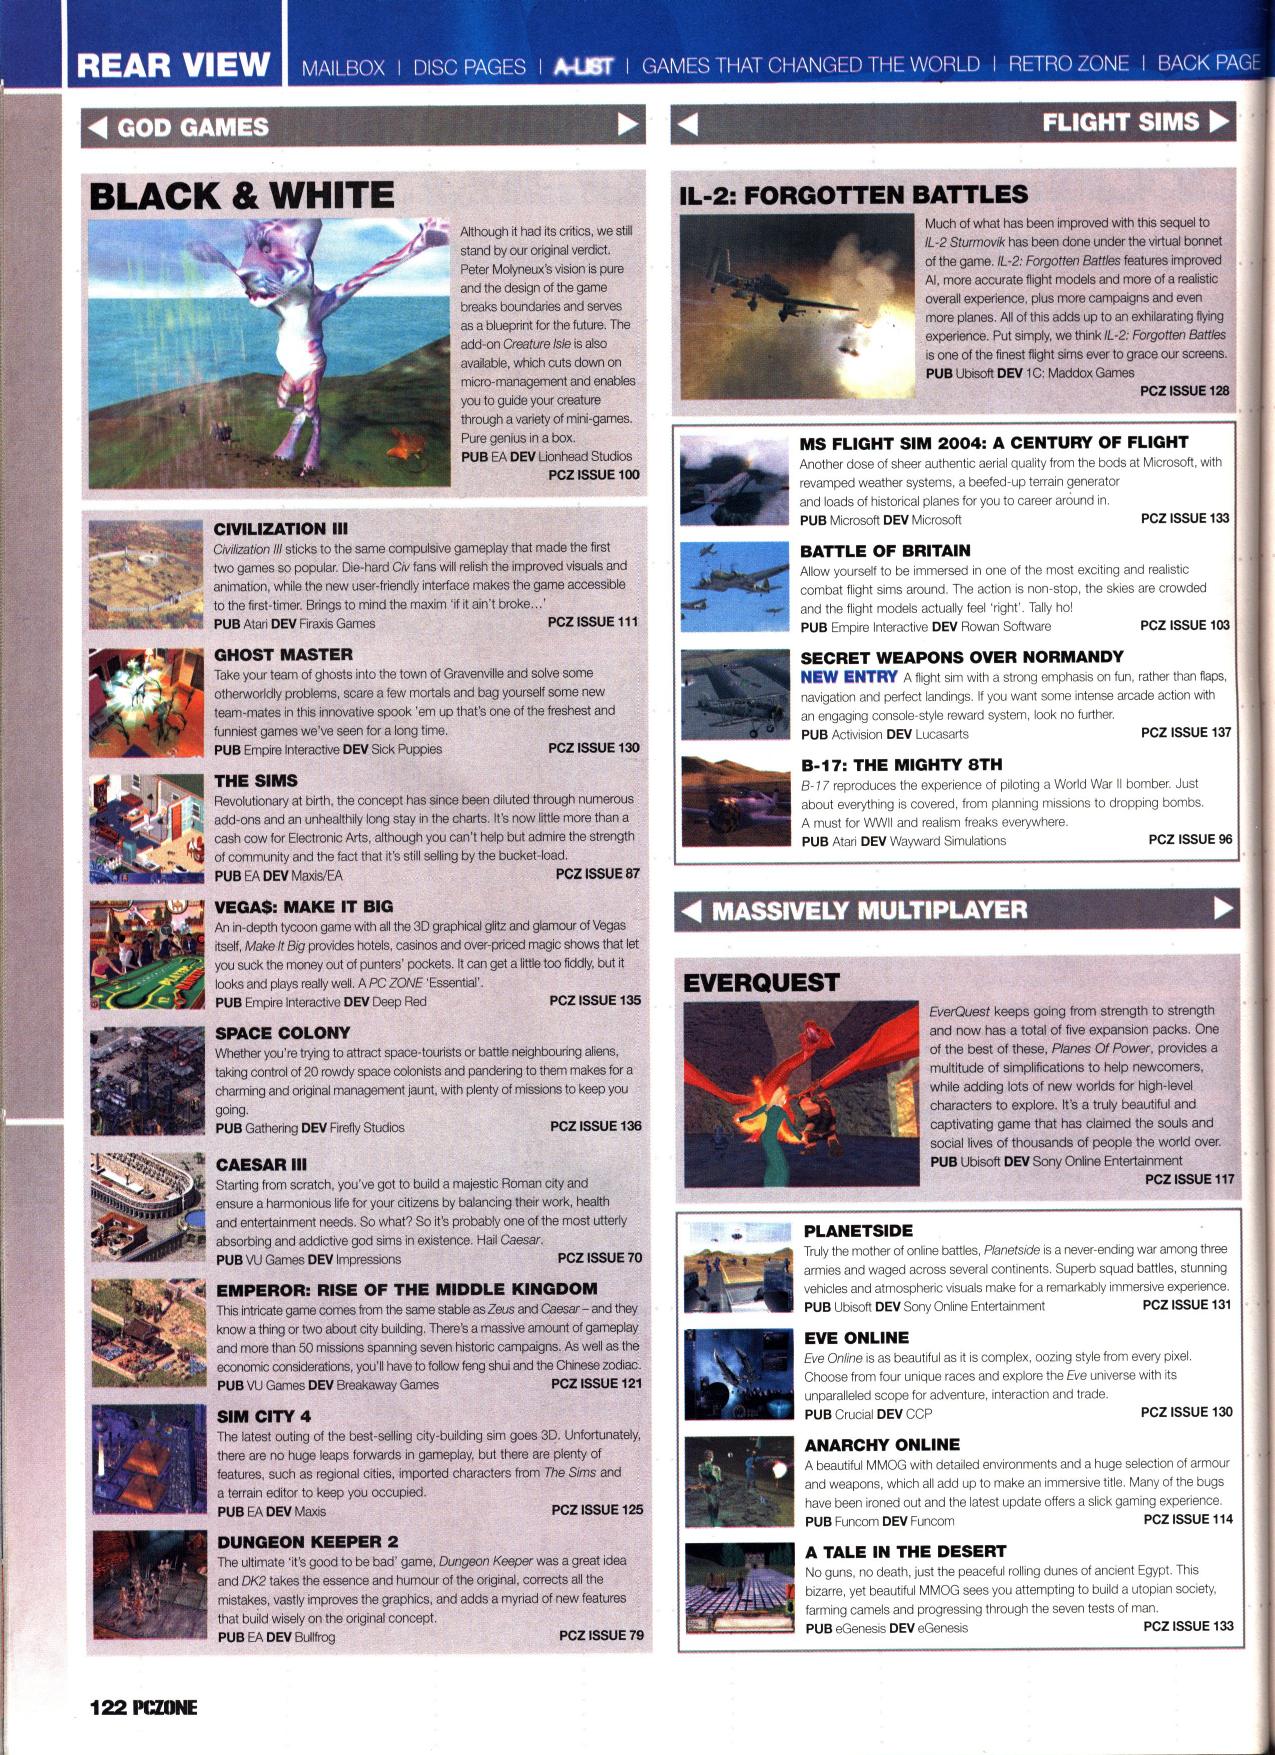 REAR VIEW
MAILBOX | DISC PAGES | A-LIST | GAMES THAT CHANGED THE WORLD | RETRO ZONE | BACK PAGE
GOD GAMES
BLACK & WHITE
Although it had its critics, we still
stand by our original verdict.
Peter Molyneux's vision is pure
and the design of the game
breaks boundaries and serves
as a blueprint for the future. The
add-on Creature Isle is also
available, which cuts down on
micro-management and enables
you to guide your creature
through a variety of mini-games.
Pure genius in a box.
PUB EA DEV Lionhead Studios
PCZ ISSUE 100
CIVILIZATION III
Civilization III sticks to the same compulsive gameplay that made the first
two games so popular. Die-hard Civ fans will relish the improved visuals and
animation, while the new user-friendly interface makes the game accessible
to the first-timer. Brings to mind the maxim 'if it ain't broke...'
PUB Atari DEV Firaxis Games PCZ ISSUE 111
GHOST MASTER
Take your team of ghosts into the town of Gravenville and solve some
otherworldly problems, scare a few mortals and bag yourself some new
team-mates in this innovative spook 'em up that's one of the freshest and
funniest games we've seen for a long time.
PUB Empire Interactive DEV Sick Puppies PCZ ISSUE 130
THE SIMS
Revolutionary at birth, the concept has since been diluted through numerous
add-ons and an unhealthily long stay in the charts. It's now little more than a
cash cow for Electronic Arts, although you can't help but admire the strength
of community and the fact that it's still selling by the bucket-load.
PUB EA DEV Maxis/EA PCZ ISSUE 87
VEGA$: MAKE IT BIG
An in-depth tycoon game with all the 3D graphical glitz and glamour of Vegas
itself, Make It Big provides hotels, casinos and over-priced magic shows that let
you suck the money out of punters' pockets. It can get a little too fiddly, but it
looks and plays really well. A PC ZONE 'Essential'.
PUB Empire Interactive DEV Deep Red PCZ ISSUE 135
SPACE COLONY
Whether you're trying to attract space-tourists or battle neighbouring aliens,
taking control of 20 rowdy space colonists and pandering to them makes for a
charming and original management jaunt, with plenty of missions to keep you
going.
PUB Gathering DEV Firefly Studios PCZ ISSUE 136
CAESAR III
Starting from scratch, you've got to build a majestic Roman city and
ensure a harmonious life for your citizens by balancing their work, health
and entertainment needs. So what? So it's probably one of the most utterly
absorbing and addictive god sims in existence. Hail Caesar.
PUB VU Games DEV Impressions PCZ ISSUE 70
EMPEROR: RISE OF THE MIDDLE KINGDOM
This intricate game comes from the same stable as Zeus and Caesar – and they
know a thing or two about city building. There's a massive amount of gameplay
and more than 50 missions spanning seven historic campaigns. As well as the
economic considerations, you'll have to follow feng shui and the Chinese zodiac.
PUB VU Games DEV Breakaway Games PCZ ISSUE 121
SIM CITY 4
The latest outing of the best-selling city-building sim goes 3D. Unfortunately,
there are no huge leaps forwards in gameplay, but there are plenty of
features, such as regional cities, imported characters from The Sims and
a terrain editor to keep you occupied.
PUB EA DEV Maxis PCZ ISSUE 125
DUNGEON KEEPER 2
The ultimate 'it's good to be bad' game, Dungeon Keeper was a great idea
and DK2 takes the essence and humour of the original, corrects all the
mistakes, vastly improves the graphics, and adds a myriad of new features
that build wisely on the original concept.
PUB EA DEV Bullfrog PCZ ISSUE 79
FLIGHT SIMS
IL-2: FORGOTTEN BATTLES
Much of what has been improved with this sequel to
IL-2 Sturmovik has been done under the virtual bonnet
of the game. IL-2: Forgotten Battles features improved
AI, more accurate flight models and more of a realistic
overall experience, plus more campaigns and even
more planes. All of this adds up to an exhilarating flying
experience. Put simply, we think IL-2: Forgotten Battles
is one of the finest flight sims ever to grace our screens.
PUB Ubisoft DEV 1C: Maddox Games
PCZ ISSUE 128
MS FLIGHT SIM 2004: A CENTURY OF FLIGHT
Another dose of sheer authentic aerial quality from the bods at Microsoft, with
revamped weather systems, a beefed-up terrain generator
and loads of historical planes for you to career around in.
PUB Microsoft DEV Microsoft PCZ ISSUE 133
BATTLE OF BRITAIN
Allow yourself to be immersed in one of the most exciting and realistic
combat flight sims around. The action is non-stop, the skies are crowded
and the flight models actually feel 'right'. Tally ho!
PUB Empire Interactive DEV Rowan Software PCZ ISSUE 103
SECRET WEAPONS OVER NORMANDY
NEW ENTRY A flight sim with a strong emphasis on fun, rather than flaps,
navigation and perfect landings. If you want some intense arcade action with
an engaging console-style reward system, look no further.
PUB Activision DEV Lucasarts PCZ ISSUE 137
B-17: THE MIGHTY 8TH
B-17 reproduces the experience of piloting a World War II bomber. Just
about everything is covered, from planning missions to dropping bombs.
A must for WWII and realism freaks everywhere.
PUB Atari DEV Wayward Simulations PCZ ISSUE 96
MASSIVELY MULTIPLAYER
EVERQUEST
EverQuest keeps going from strength to strength
and now has a total of five expansion packs. One
of the best of these, Planes Of Power, provides a
multitude of simplifications to help newcomers,
while adding lots of new worlds for high-level
characters to explore. It's a truly beautiful and
captivating game that has claimed the souls and
social lives of thousands of people the world over.
PUB Ubisoft DEV Sony Online Entertainment
PCZ ISSUE 117
PLANETSIDE
Truly the mother of online battles, Planetside is a never-ending war among three
armies and waged across several continents. Superb squad battles, stunning
vehicles and atmospheric visuals make for a remarkably immersive experience.
PUB Ubisoft DEV Sony Online Entertainment PCZ ISSUE 131
EVE ONLINE
Eve Online is as beautiful as it is complex, oozing style from every pixel.
Choose from four unique races and explore the Eve universe with its
unparalleled scope for adventure, interaction and trade.
PUB Crucial DEV CCP PCZ ISSUE 130
ANARCHY ONLINE
A beautiful MMOG with detailed environments and a huge selection of armour
and weapons, which all add up to make an immersive title. Many of the bugs
have been ironed out and the latest update offers a slick gaming experience.
PUB Funcom DEV Funcom PCZ ISSUE 114
A TALE IN THE DESERT
No guns, no death, just the peaceful rolling dunes of ancient Egypt. This
bizarre, yet beautiful MMOG sees you attempting to build a utopian society,
farming camels and progressing through the seven tests of man.
PUB eGenesis DEV eGenesis PCZ ISSUE 133
122 PCZONE